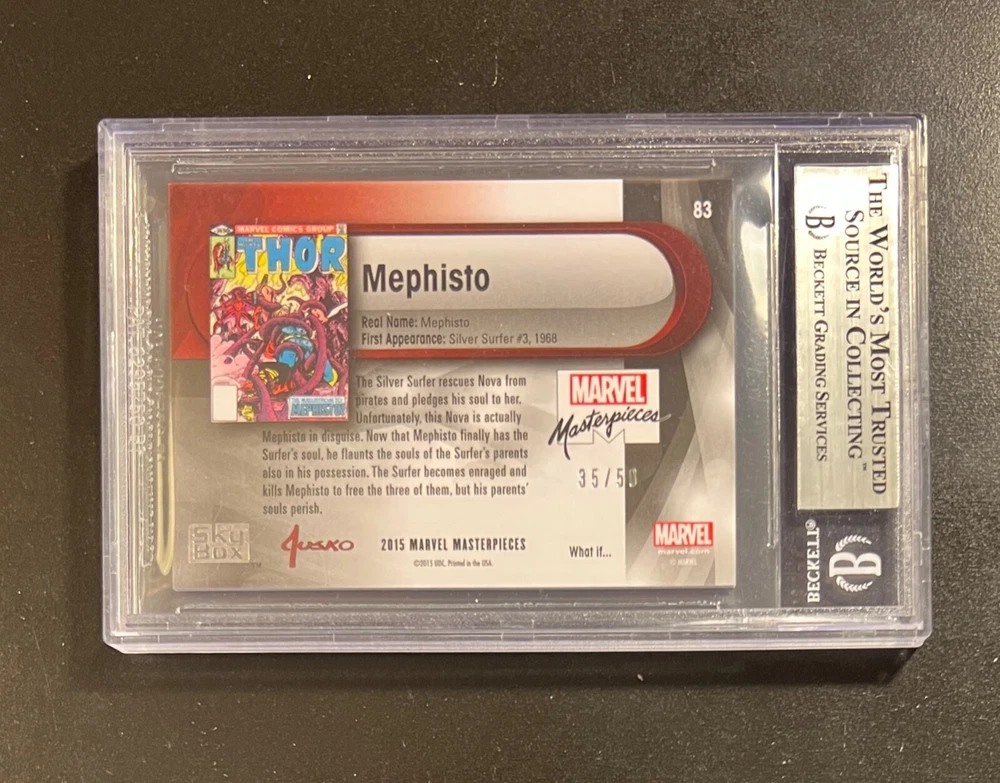 83
MARVEL COMICS GROUP
THOR
MEPHISTO!
Mephisto
Real Name: Mephisto
First Appearance: Silver Surfer #3, 1968
The Silver Surfer rescues Nova from
pirates and pledges his soul to her.
Unfortunately, this Nova is actually
Mephisto in disguise. Now that Mephisto finally has the
Surfer's soul, he flaunts the souls of the Surfer's parents
also in his possession. The Surfer becomes enraged and
kills Mephisto to free the three of them, but his parents'
souls perish.
MARVEL
Masterpieces
35/50
Sky
BOX
JUSKO
2015 MARVEL MASTERPIECES
©2015 UDC, Printed in the USA.
What if...
MARVEL
marvel.com
© MARVEL
THE WORLD'S MOST TRUSTED
SOURCE IN COLLECTING™
B BECKETT GRADING SERVICES
BECKETT®
B